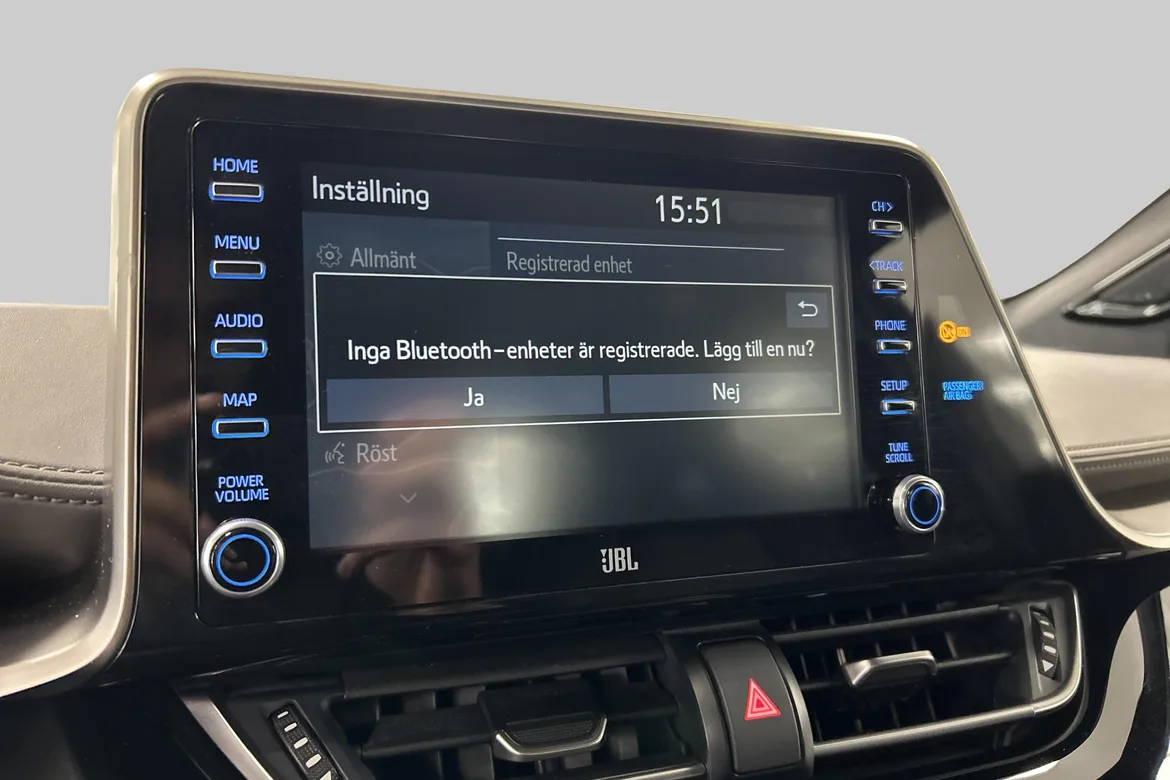 HOME
MENU
AUDIO
MAP
POWER
VOLUME
Inställning
15:51
Allmänt
Registrerad enhet
Inga Bluetooth-enheter är registrerade. Lägg till en nu?
Ja
Nej
Röst
JBL
CH>
<TRACK
PHONE
SETUP
TUNE
SCROLL
PASSENGER
AIR BAG